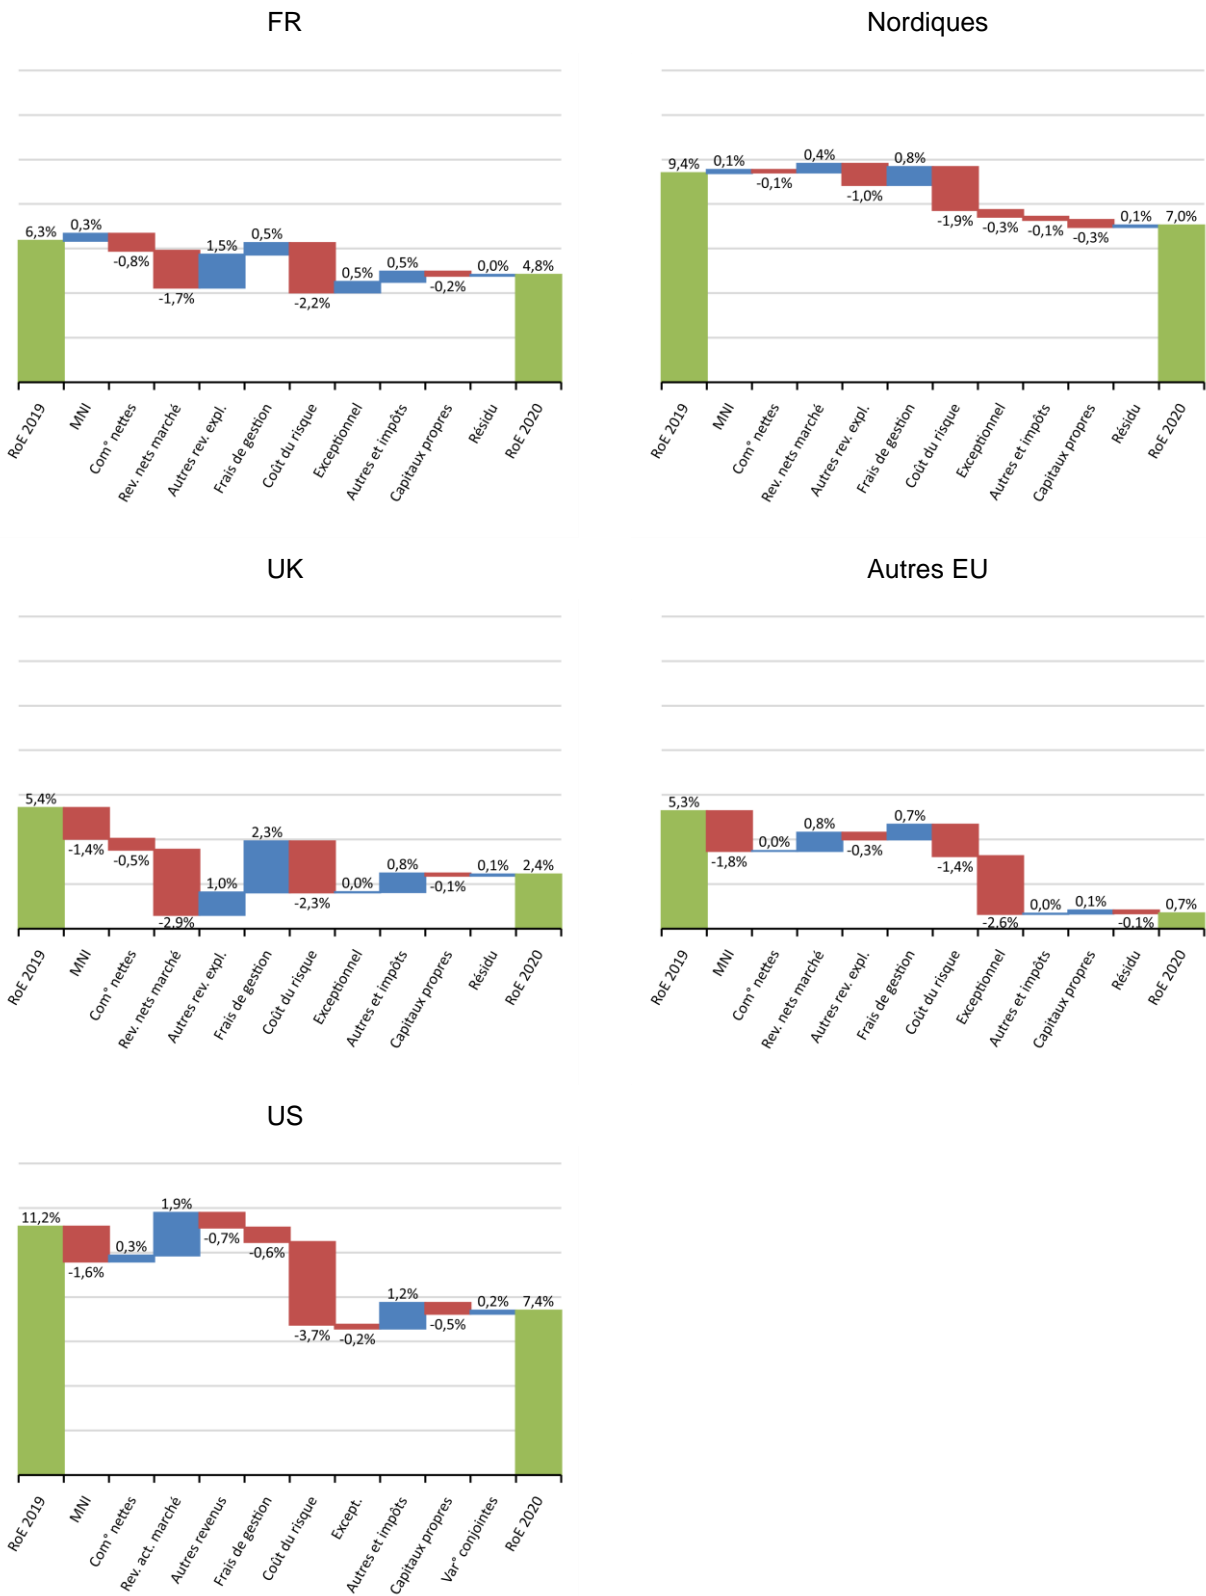 FR
6,3%
0,3%
-0,8%
-1,7%
1,5%
0,5%
-2,2%
0,5%
0,5%
-0,2%
0,0%
4,8%
RoE 2019
MNI
Com° nettes
Rev. nets marché
Autres rev. expl.
Frais de gestion
Coût du risque
Exceptionnel
Autres et impôts
Capitaux propres
Résidu
RoE 2020
Nordiques
9,4%
0,1%
-0,1%
0,4%
-1,0%
0,8%
-1,9%
-0,3%
-0,1%
-0,3%
0,1%
7,0%
RoE 2019
MNI
Com° nettes
Rev. nets marché
Autres rev. expl.
Frais de gestion
Coût du risque
Exceptionnel
Autres et impôts
Capitaux propres
Résidu
RoE 2020
UK
5,4%
-1,4%
-0,5%
-2,9%
1,0%
2,3%
-2,3%
0,0%
0,8%
-0,1%
0,1%
2,4%
RoE 2019
MNI
Com° nettes
Rev. nets marché
Autres rev. expl.
Frais de gestion
Coût du risque
Exceptionnel
Autres et impôts
Capitaux propres
Résidu
RoE 2020
Autres EU
5,3%
-1,8%
0,0%
0,8%
-0,3%
0,7%
-1,4%
-2,6%
0,0%
0,1%
-0,1%
0,7%
RoE 2019
MNI
Com° nettes
Rev. nets marché
Autres rev. expl.
Frais de gestion
Coût du risque
Exceptionnel
Autres et impôts
Capitaux propres
Résidu
RoE 2020
US
11,2%
-1,6%
0,3%
1,9%
-0,7%
-0,6%
-3,7%
-0,2%
1,2%
-0,5%
0,2%
7,4%
RoE 2019
MNI
Com° nettes
Rev. act. marché
Autres revenus
Frais de gestion
Coût du risque
Except.
Autres et impôts
Capitaux propres
Var° conjointes
RoE 2020